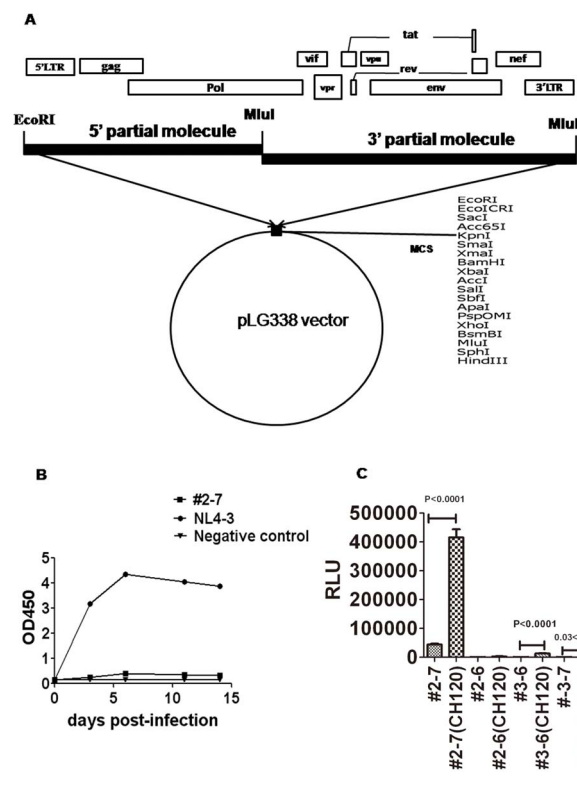 A
tat
5'LTR gag vif vpu nef
rev
Pol vpr env 3'LTR
EcoRI 5' partial molecule MluI 3' partial molecule MluI
EcoRI
EcoICRI
SacI
Acc65I
KpnI
MCS
SmaI
XmaI
BamHI
XbaI
AccI
SalI
SbfI
ApaI
PspOMI
XhoI
BsmBI
MluI
SphI
HindIII
pLG338 vector
B
#2-7
NL4-3
Negative control
OD450
5
4
3
2
1
0
0 5 10 15
days post-infection
C
P<0.0001
P<0.0001
0.03<
RLU
500000
400000
300000
200000
100000
0
#2-7
#2-7(CH120)
#2-6
#2-6(CH120)
#3-6
#3-6(CH120)
#-3-7